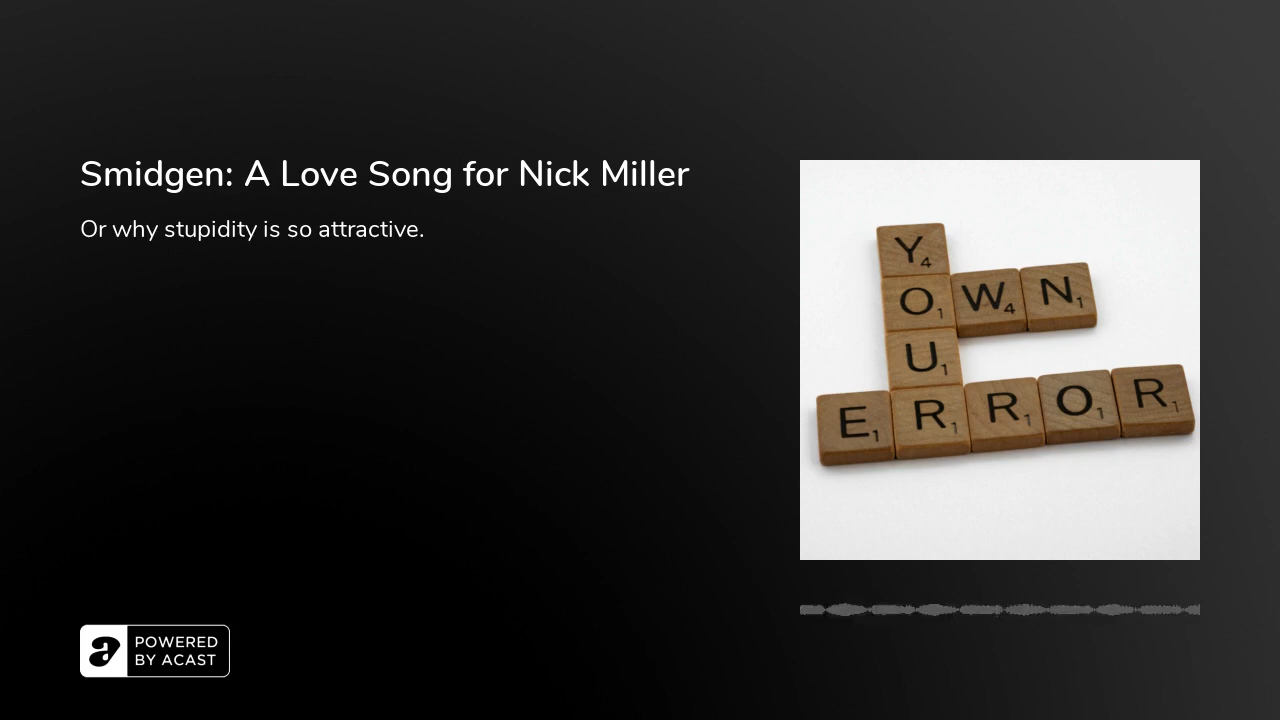 Smidgen: A Love Song for Nick Miller
Or why stupidity is so attractive.
Y4
O1 W4 N1
U1
E1 R1 R1 O1 R1
a POWERED
BY ACAST